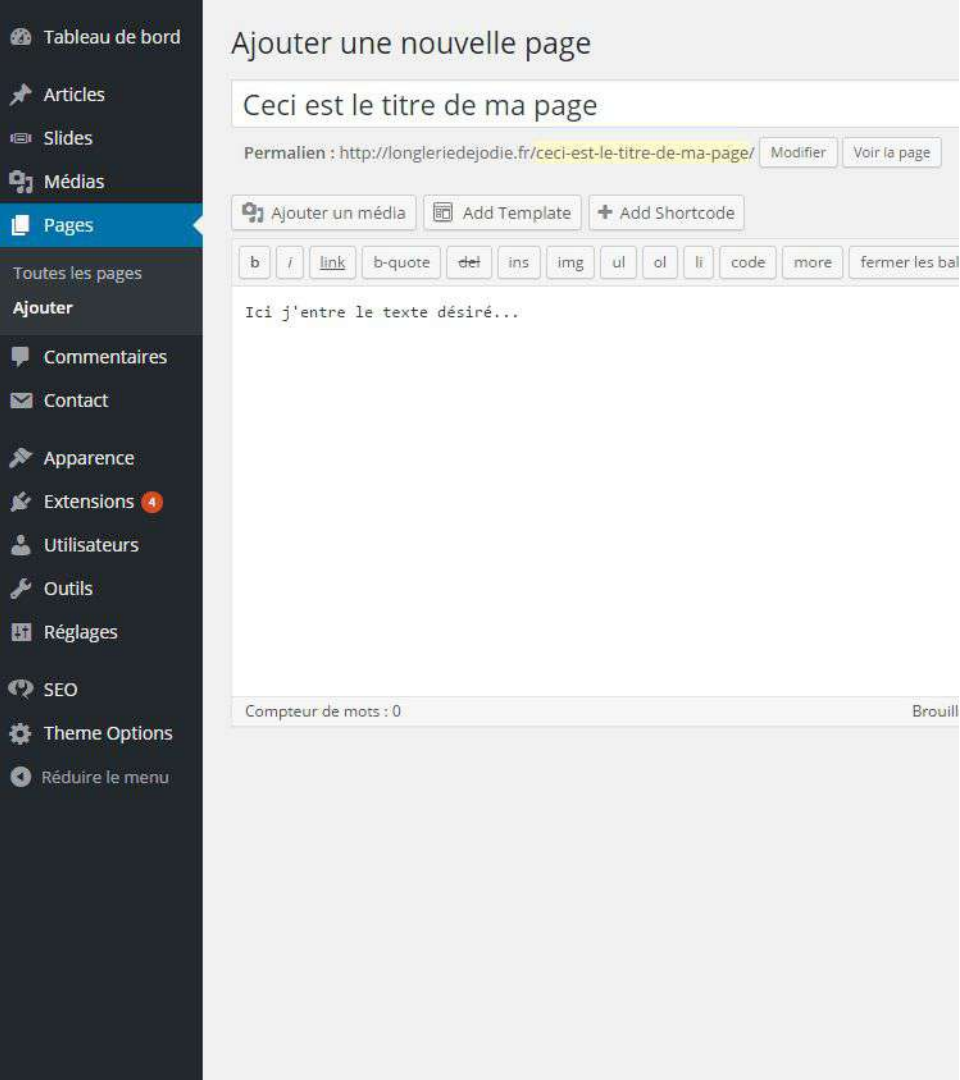 Tableau de bord
Articles
Slides
Médias
Pages
Toutes les pages
Ajouter
Commentaires
Contact
Apparence
Extensions 4
Utilisateurs
Outils
Réglages
SEO
Theme Options
Réduire le menu
Ajouter une nouvelle page
Ceci est le titre de ma page
Permalien : http://longleriedejodie.fr/ceci-est-le-titre-de-ma-page/ Modifier Voir la page
Ajouter un média Add Template Add Shortcode
b i link b-quote del ins img ul ol li code more fermer les bal
Ici j'entre le texte désiré...
Compteur de mots : 0 Brouill